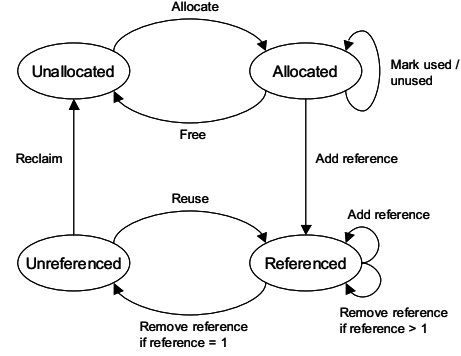 Allocate
Unallocated
Allocated
Mark used /
unused
Free
Reclaim
Add reference
Reuse
Add reference
Unreferenced
Referenced
Remove reference
if reference = 1
Remove reference
if reference > 1